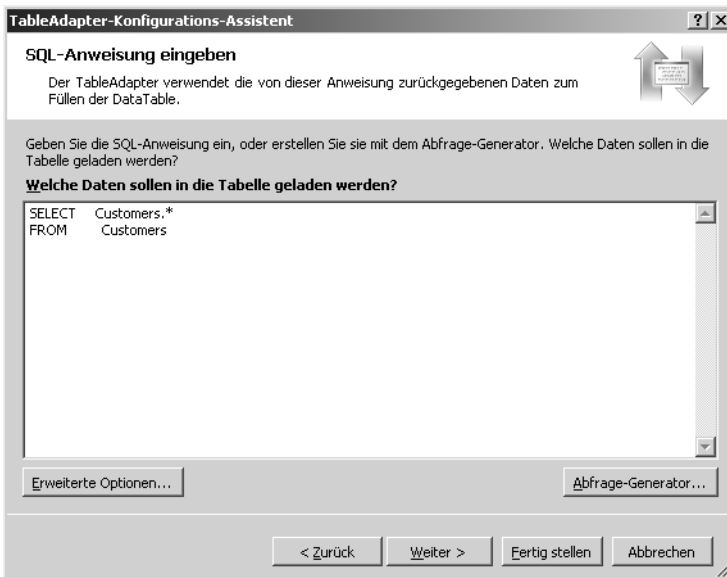 TableAdapter-Konfigurations-Assistent
SQL-Anweisung eingeben
Der TableAdapter verwendet die von dieser Anweisung zurückgegebenen Daten zum
Füllen der DataTable.
Geben Sie die SQL-Anweisung ein, oder erstellen Sie sie mit dem Abfrage-Generator. Welche Daten sollen in die
Tabelle geladen werden?
Welche Daten sollen in die Tabelle geladen werden?
SELECT Customers.*
FROM Customers
Erweiterte Optionen...
Abfrage-Generator...
< Zurück
Weiter >
Fertig stellen
Abbrechen